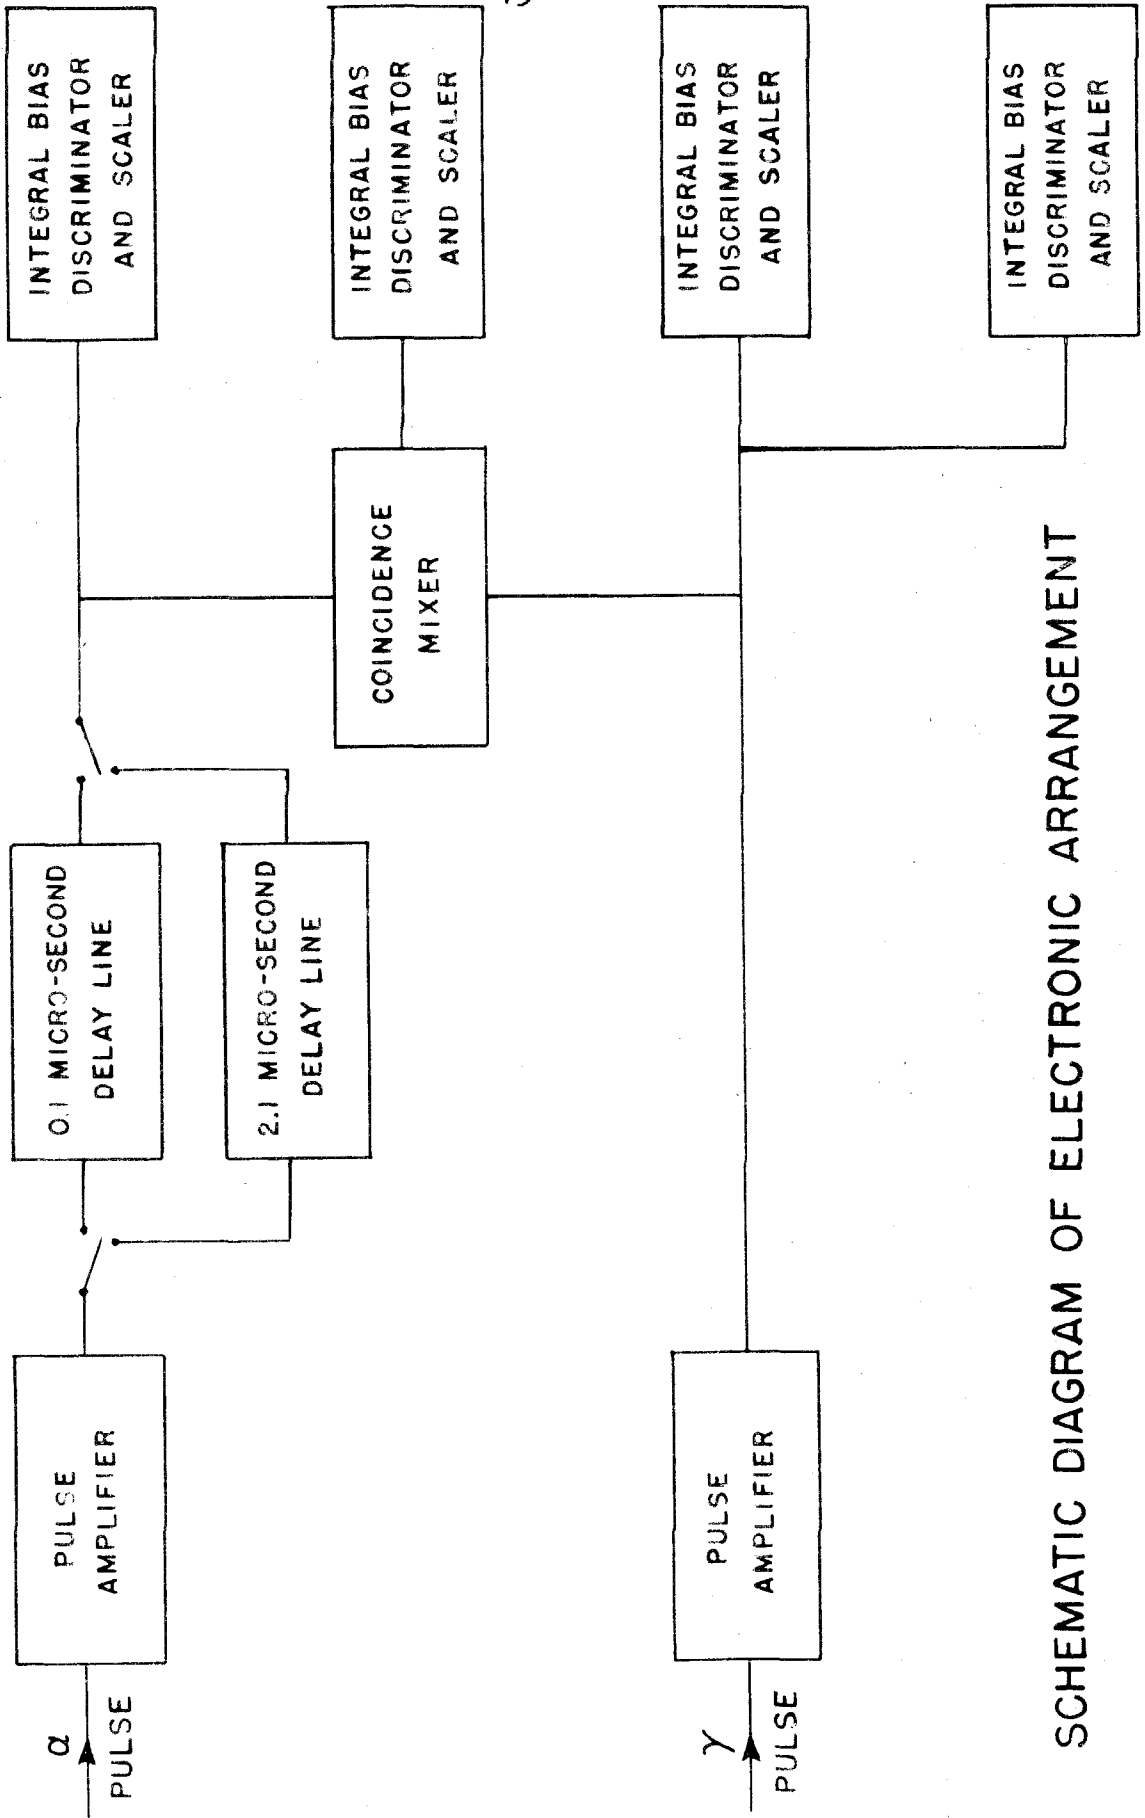 α
PULSE
PULSE
AMPLIFIER
0.1 MICRO-SECOND
DELAY LINE
2.1 MICRO-SECOND
DELAY LINE
INTEGRAL BIAS
DISCRIMINATOR
AND SCALER
COINCIDENCE
MIXER
INTEGRAL BIAS
DISCRIMINATOR
AND SCALER
γ
PULSE
PULSE
AMPLIFIER
INTEGRAL BIAS
DISCRIMINATOR
AND SCALER
INTEGRAL BIAS
DISCRIMINATOR
AND SCALER
SCHEMATIC DIAGRAM OF ELECTRONIC ARRANGEMENT